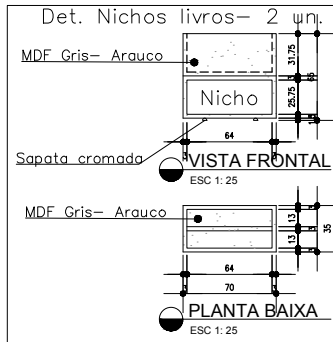 Det. Nichos livros- 2 un.
MDF Gris- Arauco
31.75
65
Nicho
25.75
64
Sapata cromada
VISTA FRONTAL
ESC 1: 25
MDF Gris- Arauco
13
35
13
64
70
PLANTA BAIXA
ESC 1: 25